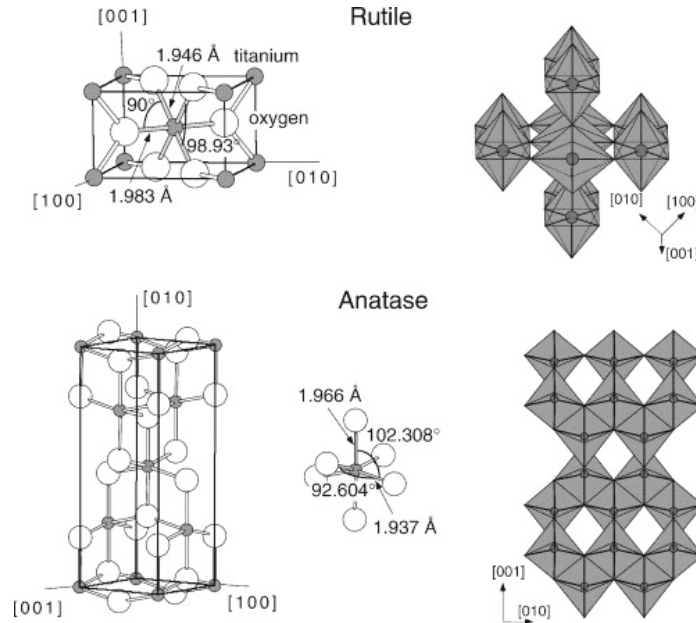 Rutile
[001]
1.946 Å
titanium
90°
oxygen
98.93°
[010]
[100]
1.983 Å
[010]
[100]
[001]
Anatase
[010]
1.966 Å
102.308°
92.604°
1.937 Å
[001]
[100]
[001]
[010]